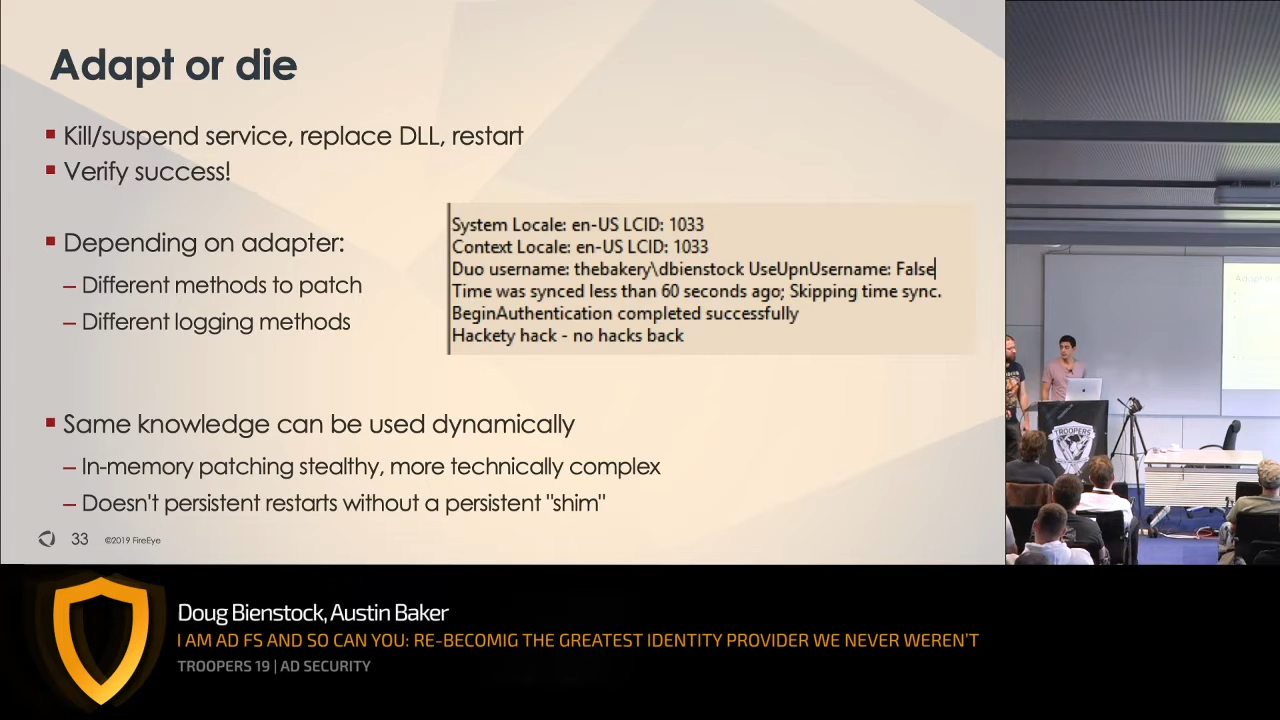 Adapt or die
▪ Kill/suspend service, replace DLL, restart
▪ Verify success!
▪ Depending on adapter:
– Different methods to patch
– Different logging methods
System Locale: en-US LCID: 1033
Context Locale: en-US LCID: 1033
Duo username: thebakery\dbienstock UseUpnUsername: False
Time was synced less than 60 seconds ago; Skipping time sync.
BeginAuthentication completed successfully
Hackety hack - no hacks back
▪ Same knowledge can be used dynamically
– In-memory patching stealthy, more technically complex
– Doesn't persistent restarts without a persistent "shim"
33 ©2019 FireEye
TROOPERS
Doug Bienstock, Austin Baker
I AM AD FS AND SO CAN YOU: RE-BECOMIG THE GREATEST IDENTITY PROVIDER WE NEVER WEREN'T
TROOPERS 19 | AD SECURITY